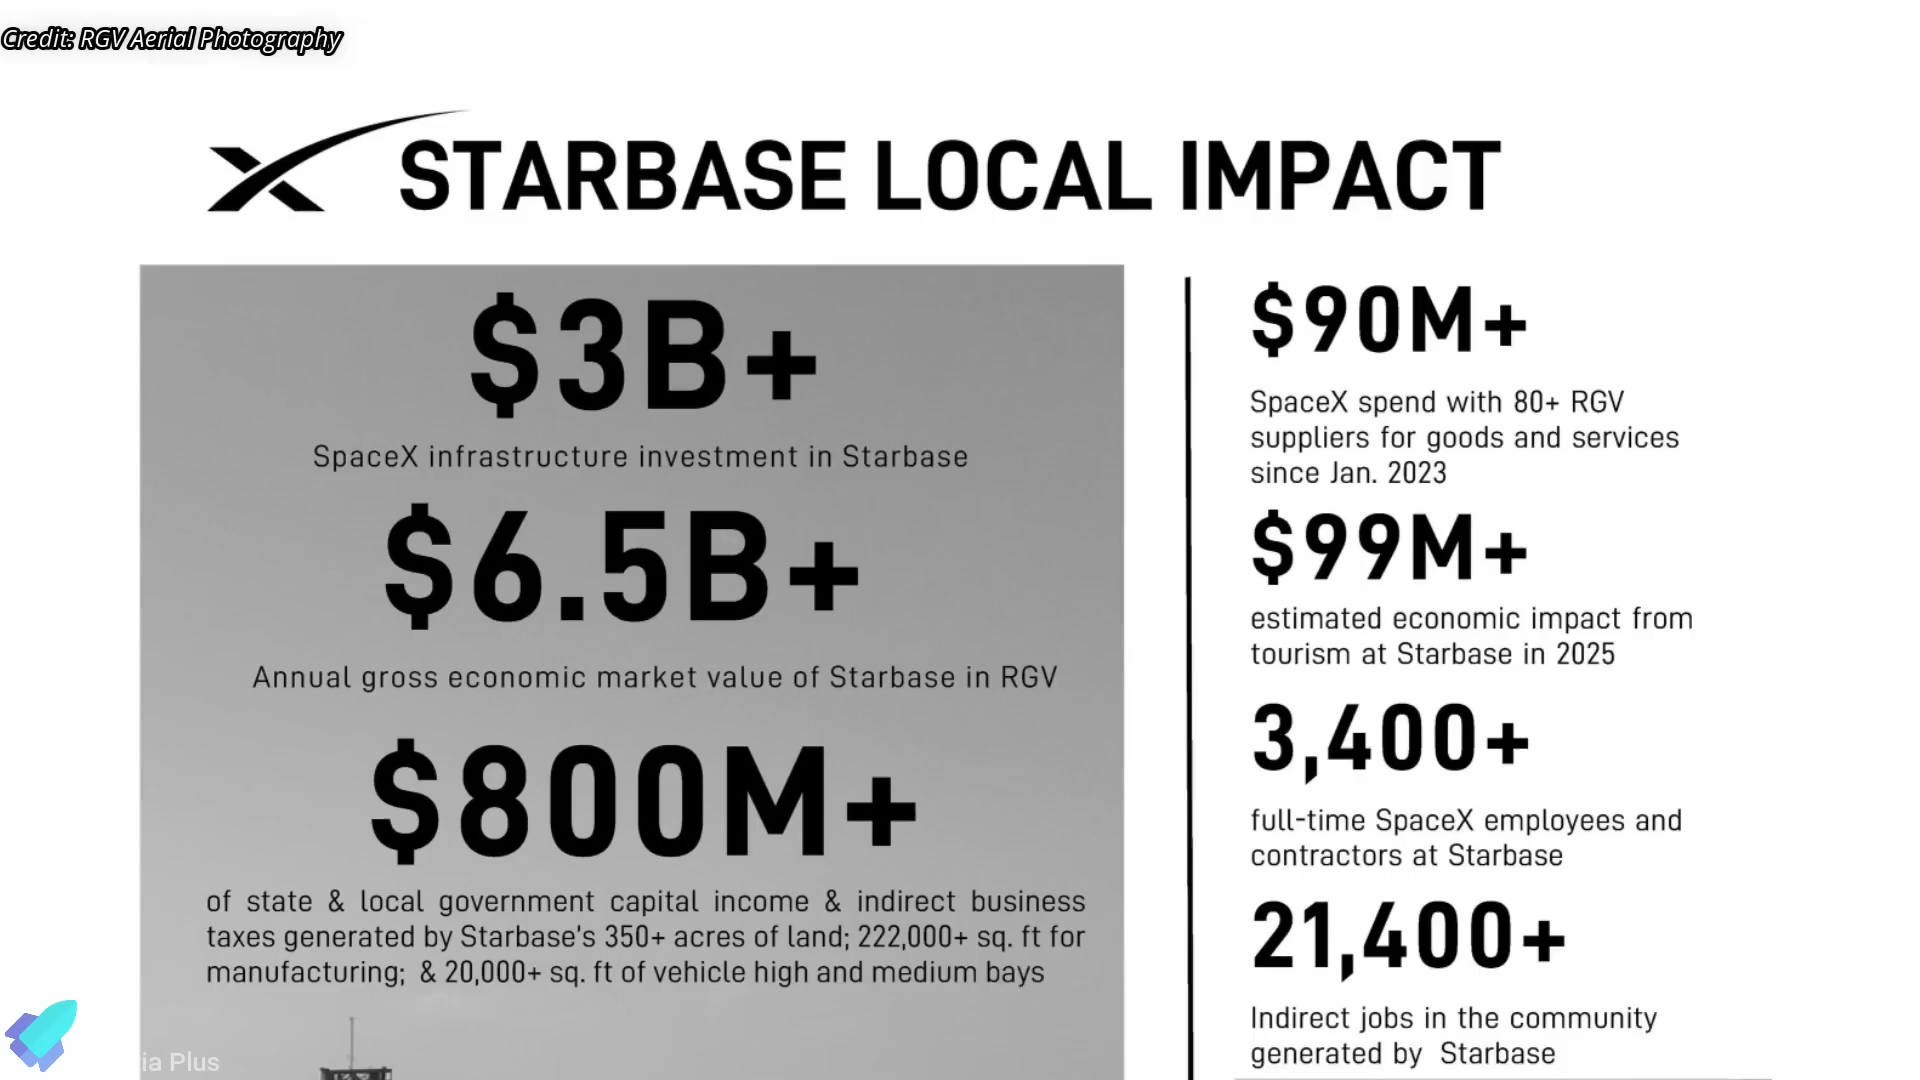 Credit: RGV Aerial Photography
STARBASE LOCAL IMPACT
$3B+
SpaceX infrastructure investment in Starbase
$6.5B+
Annual gross economic market value of Starbase in RGV
$800M+
of state & local government capital income & indirect business
taxes generated by Starbase's 350+ acres of land; 222,000+ sq. ft for
manufacturing; & 20,000+ sq. ft of vehicle high and medium bays
$90M+
SpaceX spend with 80+ RGV
suppliers for goods and services
since Jan. 2023
$99M+
estimated economic impact from
tourism at Starbase in 2025
3,400+
full-time SpaceX employees and
contractors at Starbase
21,400+
Indirect jobs in the community
generated by Starbase
Plus